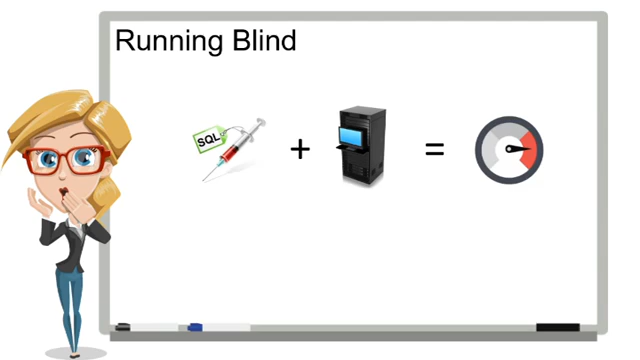 Running Blind
SQL
+ =